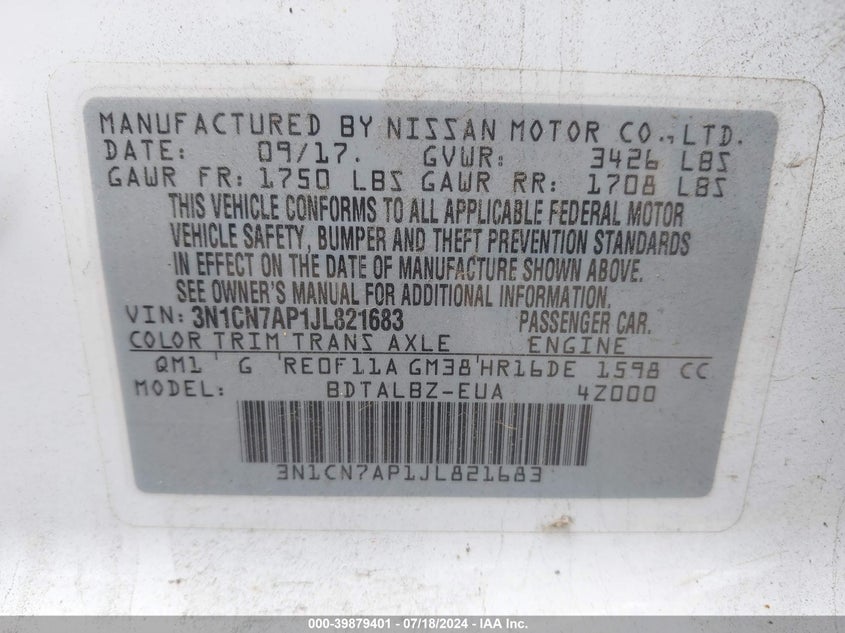 MANUFACTURED BY NISSAN MOTOR CO.,LTD.
DATE: 09/17. GVWR: 3426 LBS
GAWR FR: 1750 LBS GAWR RR: 1708 LBS
THIS VEHICLE CONFORMS TO ALL APPLICABLE FEDERAL MOTOR
VEHICLE SAFETY, BUMPER AND THEFT PREVENTION STANDARDS
IN EFFECT ON THE DATE OF MANUFACTURE SHOWN ABOVE.
SEE OWNER'S MANUAL FOR ADDITIONAL INFORMATION.
VIN: 3N1CN7AP1JL821683 PASSENGER CAR.
COLOR TRIM TRANS AXLE ENGINE
QM1 ' G ' RE0F11A GM38 ' HR16DE 1598 CC
MODEL: BDTALBZ-EUA 4Z000
3N1CN7AP1JL821683
000-39879401 - 07/18/2024 - IAA Inc.